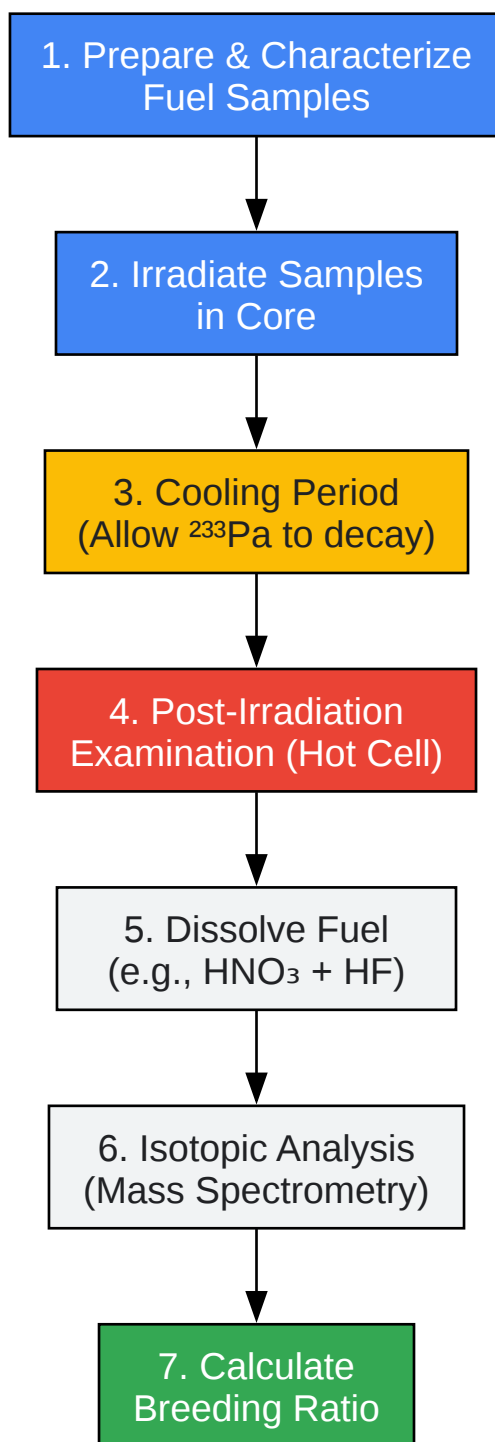 1. Prepare & Characterize
Fuel Samples
2. Irradiate Samples
in Core
3. Cooling Period
(Allow ²³³Pa to decay)
4. Post-Irradiation
Examination (Hot Cell)
5. Dissolve Fuel
(e.g., HNO₃ + HF)
6. Isotopic Analysis
(Mass Spectrometry)
7. Calculate
Breeding Ratio